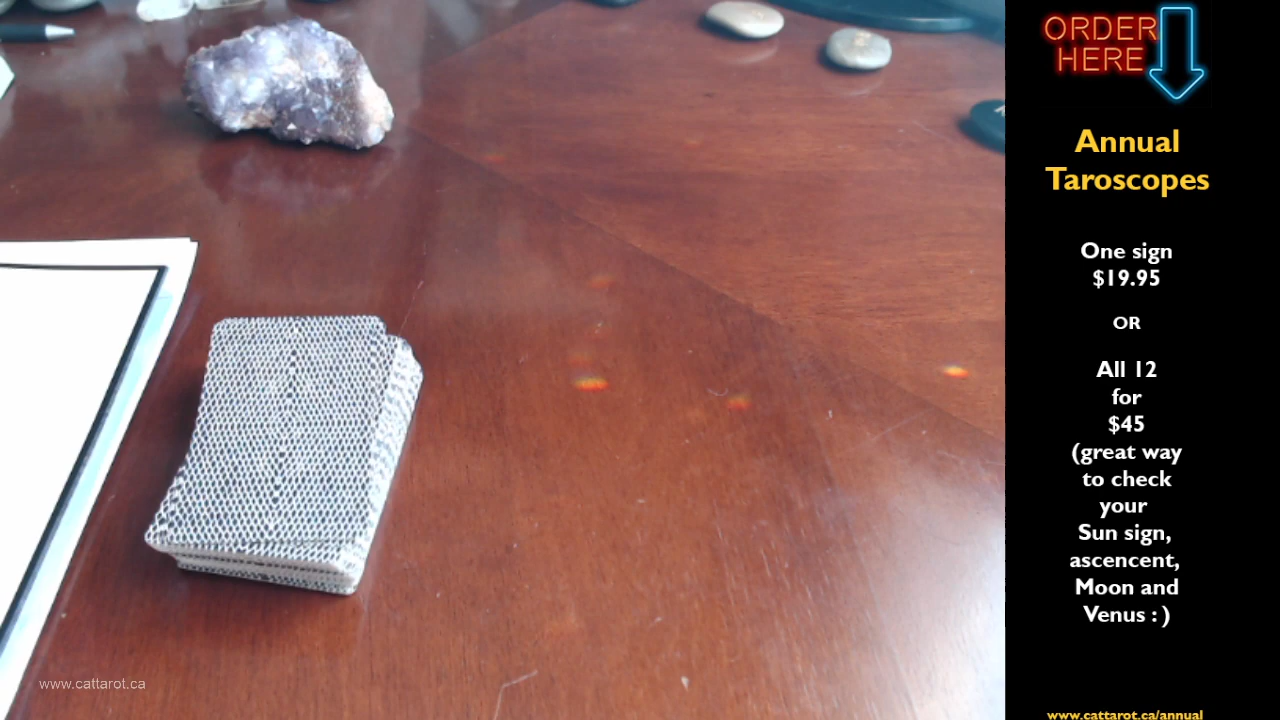 ORDER
HERE
Annual
Taroscopes
One sign
$19.95
OR
All 12
for
$45
(great way
to check
your
Sun sign,
ascencent,
Moon and
Venus : )
www.cattarot.ca/annual
www.cattarot.ca